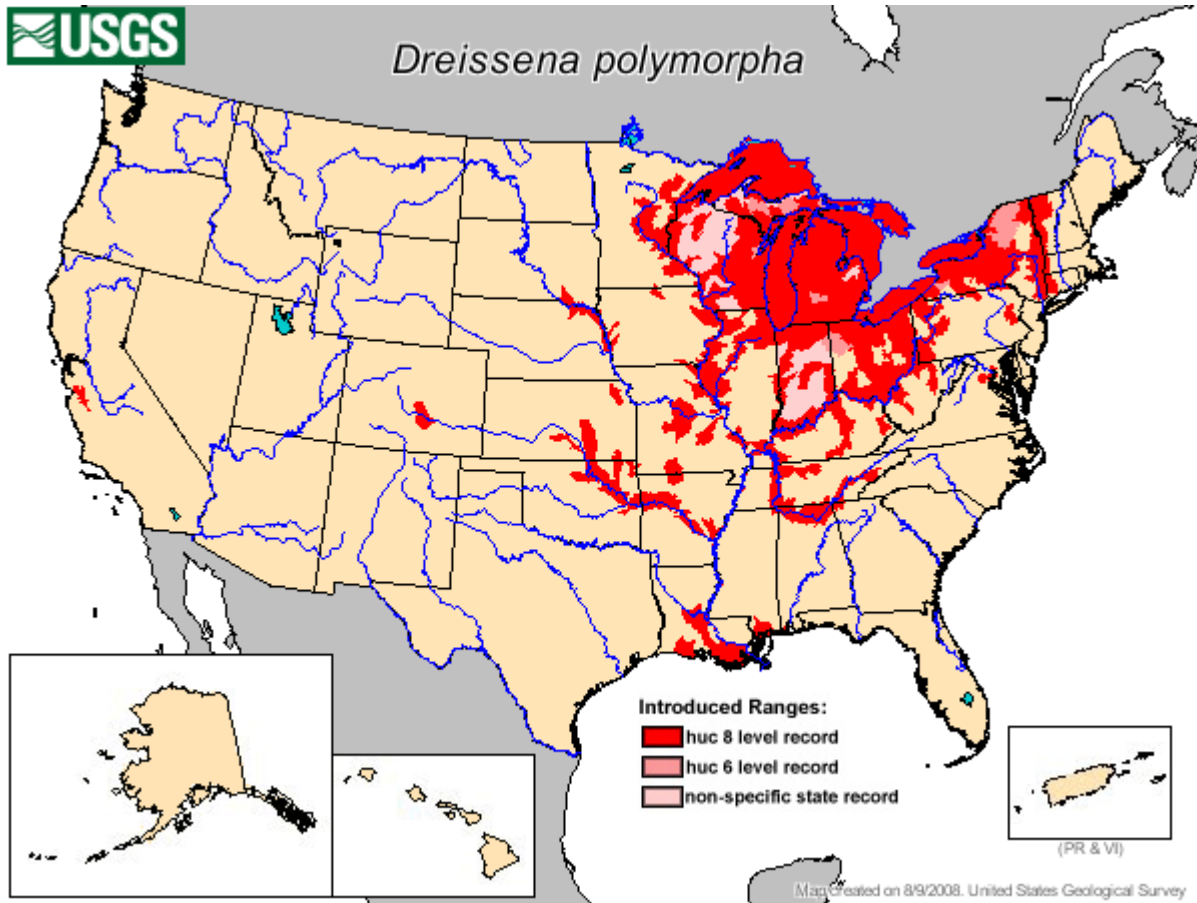 USGS
Dreissena polymorpha
Introduced Ranges:
huc 8 level record
huc 6 level record
non-specific state record
(PR & VI)
Map created on 8/9/2008. United States Geological Survey